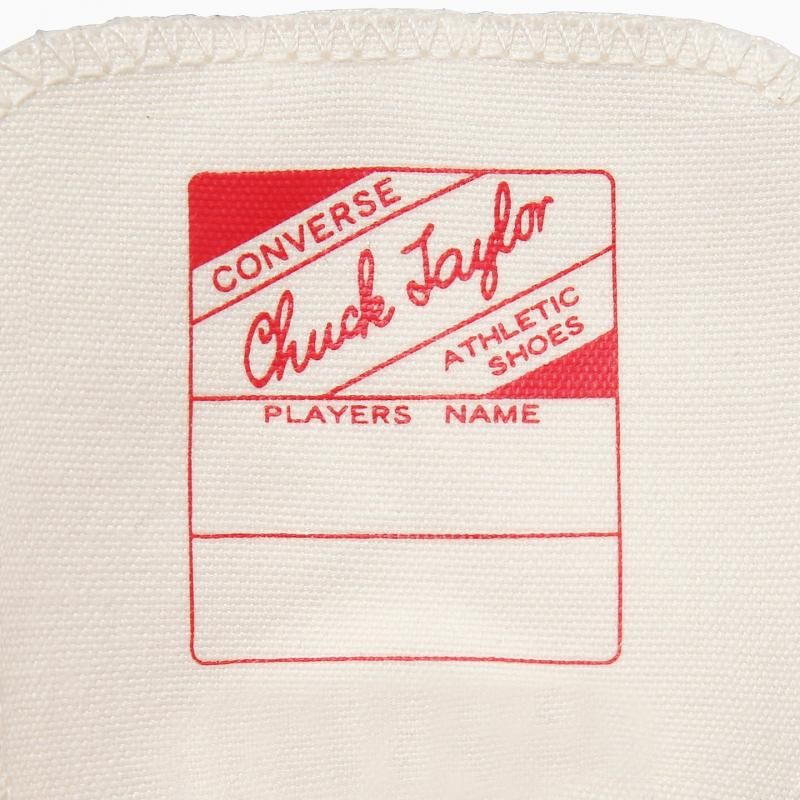 CONVERSE
Chuck Taylor
ATHLETIC
SHOES
PLAYERS NAME